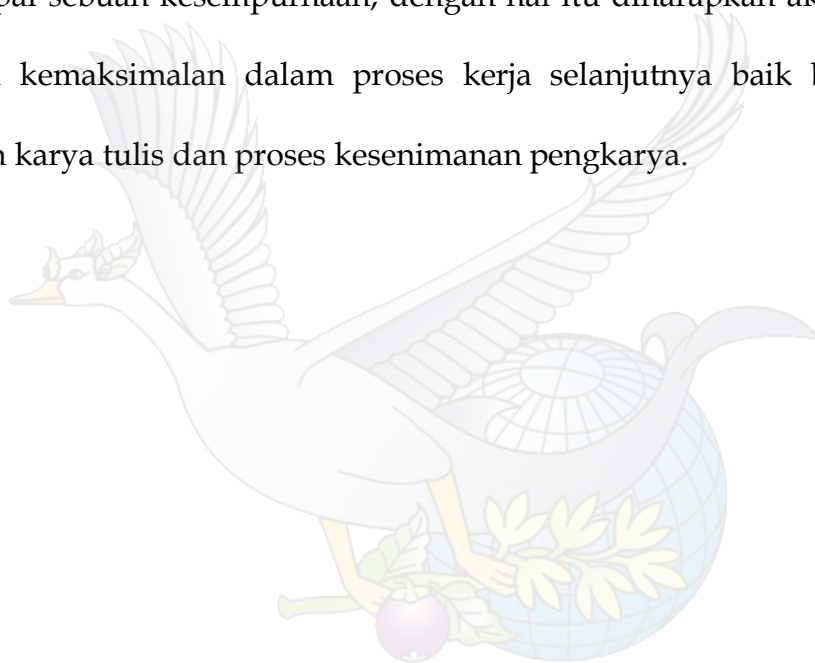 sebuah kesempurnaan, dengan hal itu diharapkan
kemaksimalan dalam proses kerja selanjutnya baik
karya tulis dan proses kesenimanan pengkarya.